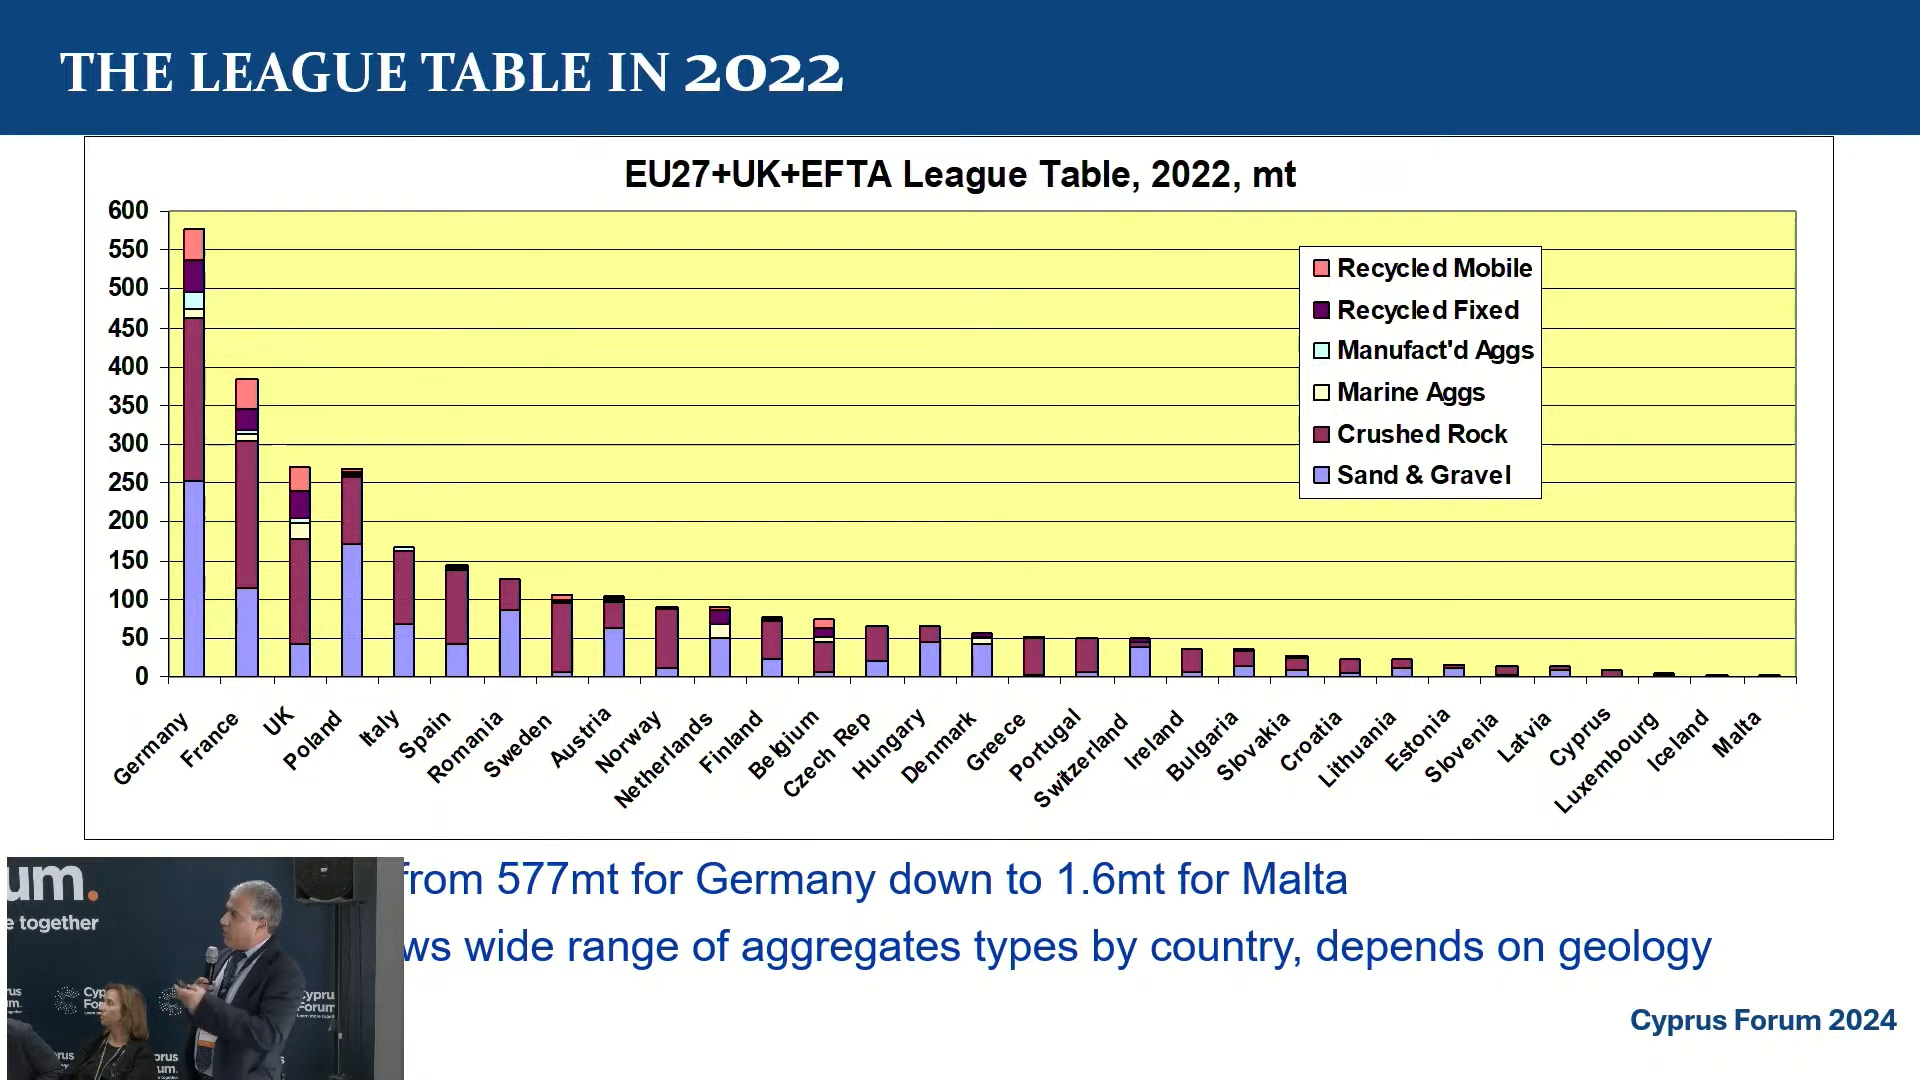 THE LEAGUE TABLE IN 2022
EU27+UK+EFTA League Table, 2022, mt
600
550
500
450
400
350
300
250
200
150
100
50
0
Recycled Mobile
Recycled Fixed
Manufact'd Aggs
Marine Aggs
Crushed Rock
Sand & Gravel
Germany
France
UK
Poland
Italy
Spain
Romania
Sweden
Austria
Norway
Netherlands
Finland
Belgium
Czech Rep
Hungary
Denmark
Greece
Portugal
Switzerland
Ireland
Bulgaria
Slovakia
Croatia
Lithuania
Estonia
Slovenia
Latvia
Cyprus
Luxembourg
Iceland
Malta
from 577mt for Germany down to 1.6mt for Malta
ws wide range of aggregates types by country, depends on geology
um.
e together
Cyprus Forum 2024